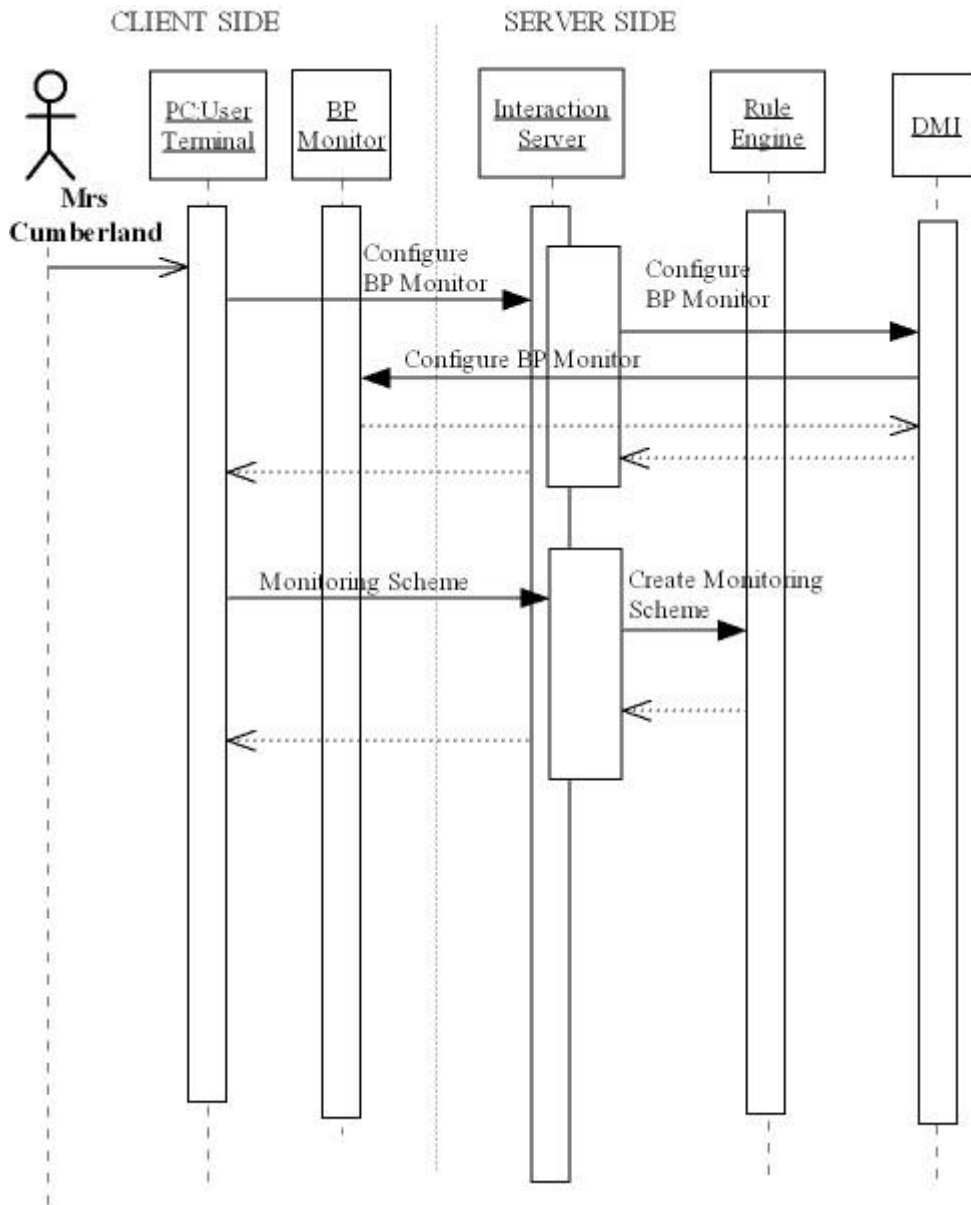 CLIENT SIDE
SERVER SIDE
PC:User
Terminal
BP
Monitor
Interaction
Server
Rule
Engine
DMI
Mrs
Cumberland
Configure
BP Monitor
Configure
BP Monitor
Configure BP Monitor
Monitoring Scheme
Create Monitoring
Scheme